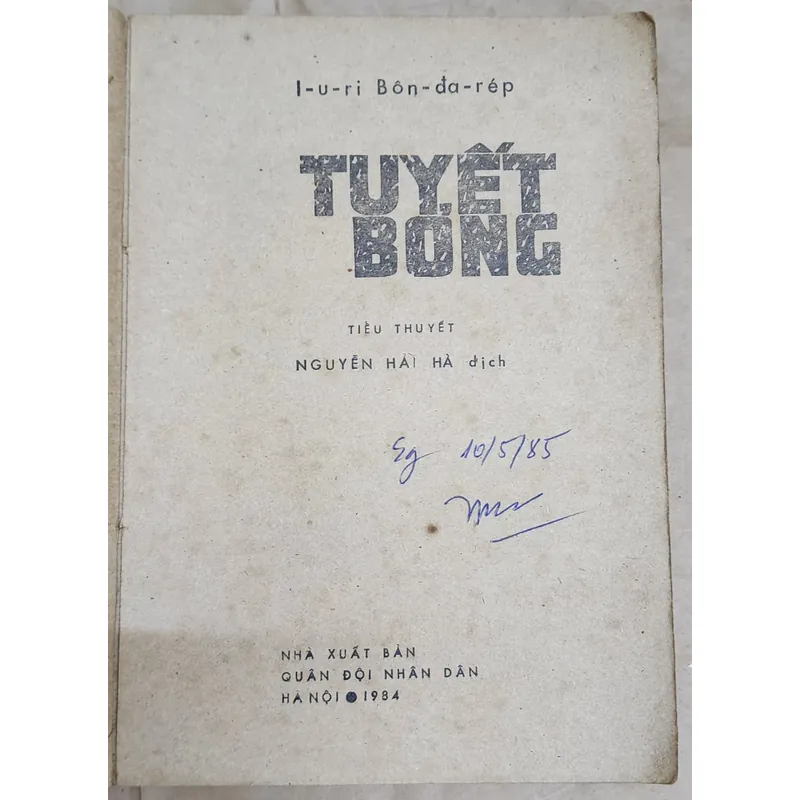 I-u-ri Bôn-đa-rép
TUYẾT
BỎNG
TIỂU THUYẾT
NGUYỄN HẢI HÀ dịch
Sg 10/5/85
NHÀ XUẤT BẢN
QUÂN ĐỘI NHÂN DÂN
HÀ NỘI ● 1984